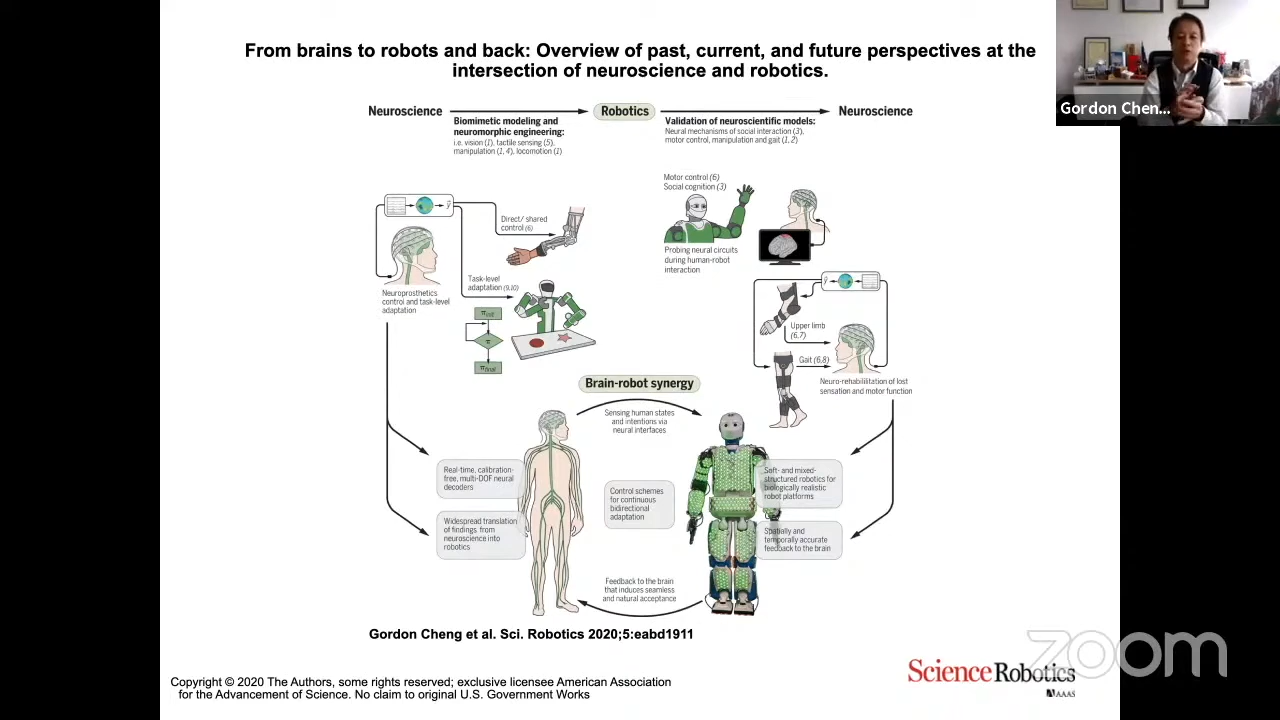 From brains to robots and back: Overview of past, current, and future perspectives at the
intersection of neuroscience and robotics.
Gordon Chen...
Neuroscience
Robotics
Neuroscience
Biomimetic modeling and
neuromorphic engineering:
i.e. vision (1), tactile sensing (5),
manipulation (1, 4), locomotion (1)
Validation of neuroscientific models:
Neural mechanisms of social interaction (3),
motor control, manipulation and gait (1, 2)
Direct/ shared
control (6)
Task-level
adaptation (9,10)
Neuroprosthetics
control and task-level
adaptation
π
Motor control (6)
Social cognition (3)
Probing neural circuits
during human-robot
interaction
Upper limb
(6,7)
Gait (6,8)
Neuro-rehabililitation of lost
sensation and motor function
Brain-robot synergy
Sensing human states
and intentions via
neural interfaces
Real-time, calibration-
free, multi-DOF neural
decoders
Widespread translation
of findings from
neuroscience into
robotics
Control schemes
for continuous
bidirectional
adaptation
Soft- and mixed-
structured robotics for
biologically realistic
robot platforms
Spatially and
temporally accurate
feedback to the brain
Feedback to the brain
that induces seamless
and natural acceptance
Gordon Cheng et al. Sci. Robotics 2020;5:eabd1911
Copyright © 2020 The Authors, some rights reserved; exclusive licensee American Association
for the Advancement of Science. No claim to original U.S. Government Works
Science Robotics
AAAS
zoom